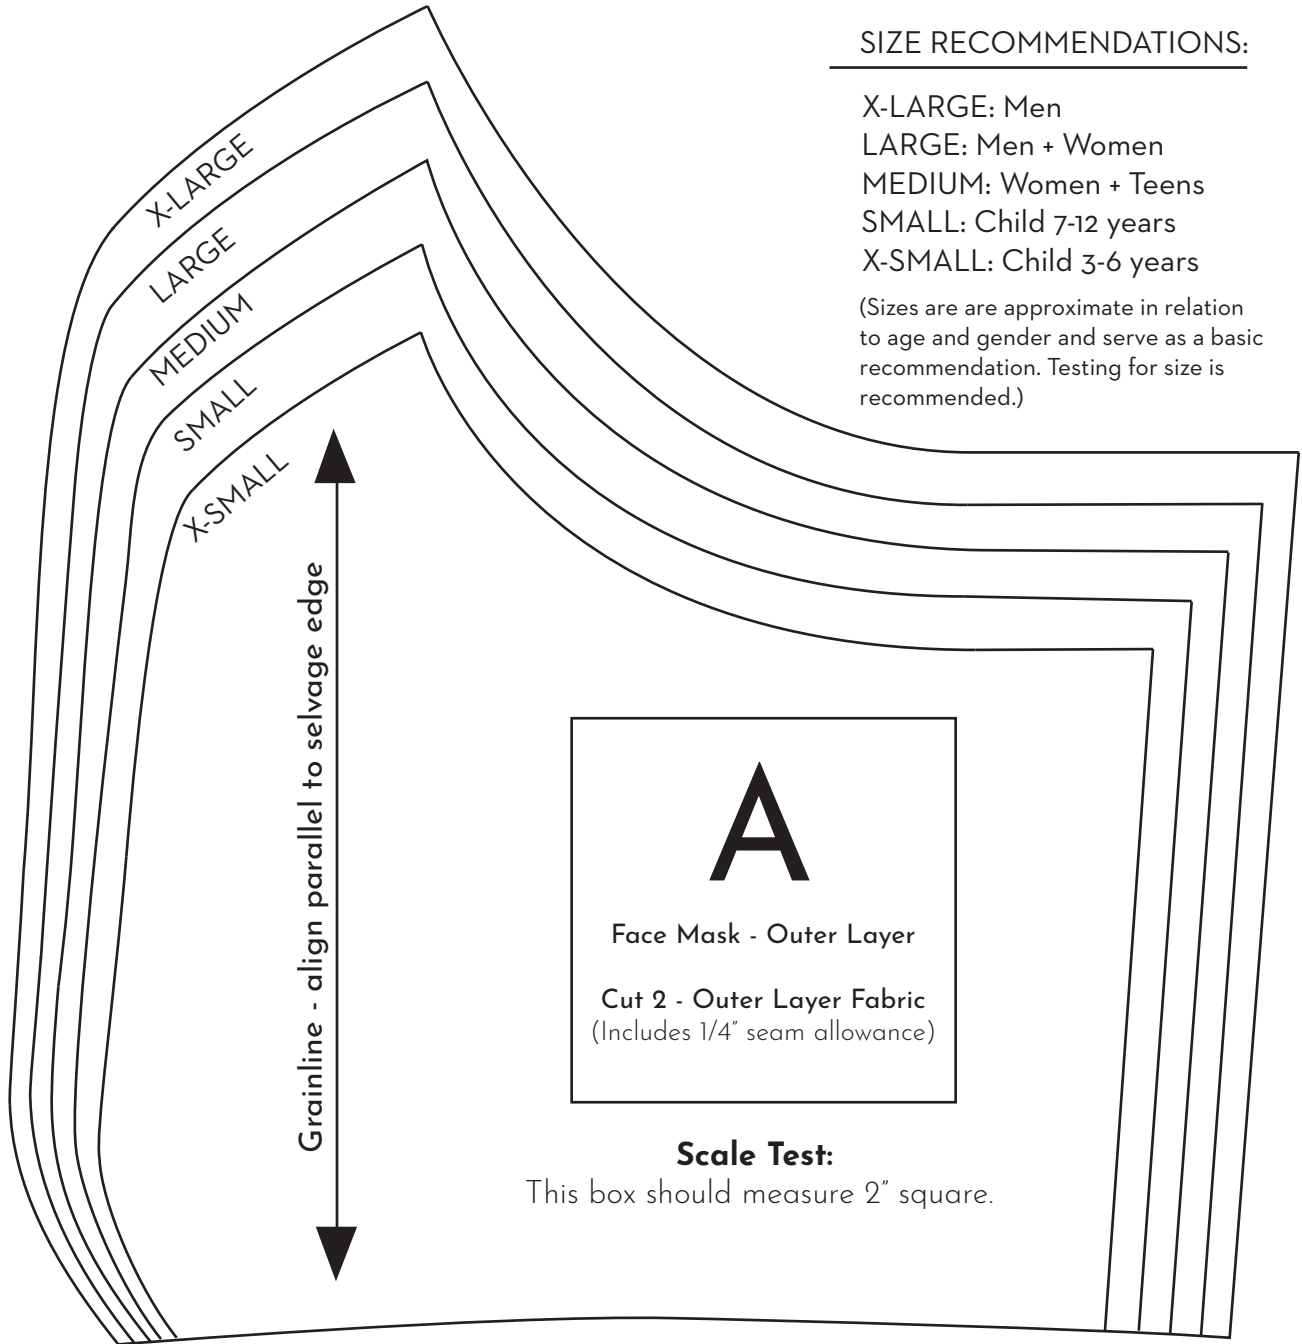 SIZE RECOMMENDATIONS:
X-LARGE: Men
LARGE: Men + Women
MEDIUM: Women + Teens
SMALL: Child 7-12 years
X-SMALL: Child 3-6 years
(Sizes are are approximate in relation
to age and gender and serve as a basic
recommendation. Testing for size is
recommended.)
X-LARGE
LARGE
MEDIUM
SMALL
X-SMALL
Grainline - align parallel to selvage edge
A
Face Mask - Outer Layer
Cut 2 - Outer Layer Fabric
(Includes 1/4” seam allowance)
Scale Test:
This box should measure 2” square.